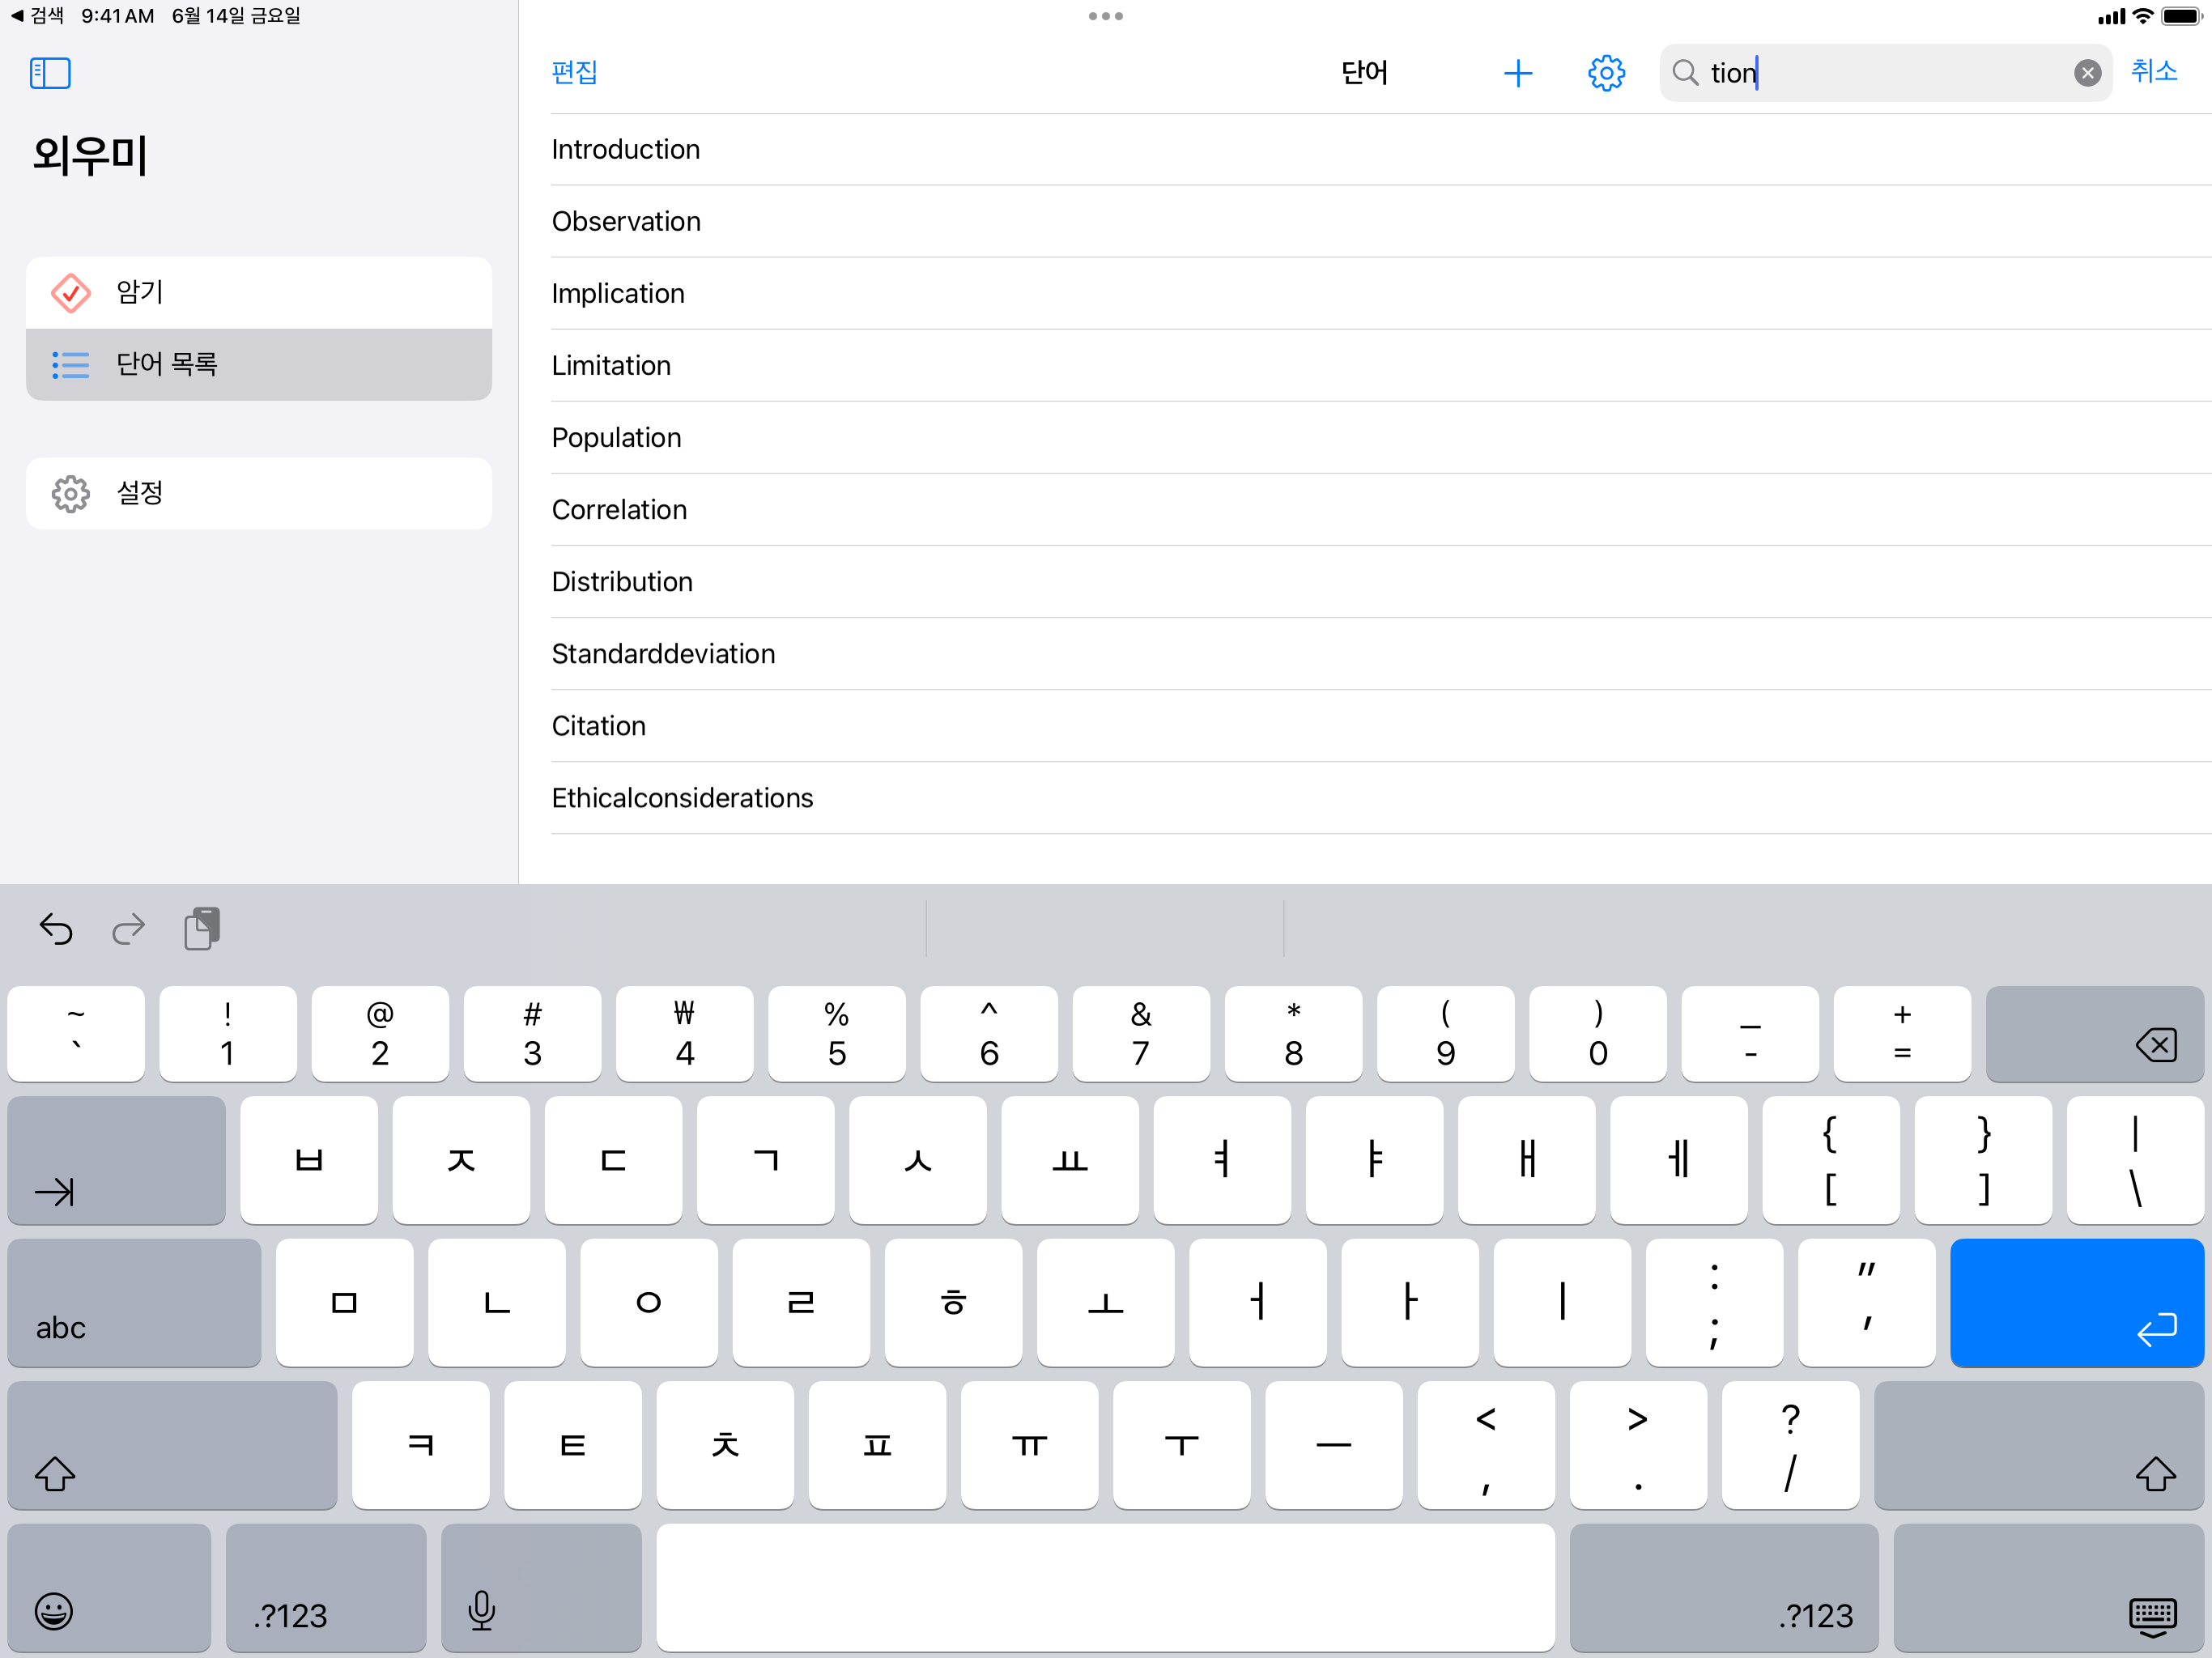 검색 9:41 AM 6월 14일 금요일
외우미
암기
단어 목록
설정
편집 단어 tion 취소
Introduction
Observation
Implication
Limitation
Population
Correlation
Distribution
Standarddeviation
Citation
Ethicalconsiderations
~ ! @ # ₩ % ^ & * ( ) _ +
` 1 2 3 4 5 6 7 8 9 0 - =
ㅂ ㅈ ㄷ ㄱ ㅅ ㅛ ㅕ ㅑ ㅐ ㅔ { } |
[ ] \
abc ㅁ ㄴ ㅇ ㄹ ㅎ ㅗ ㅓ ㅏ ㅣ : "
; '
ㅋ ㅌ ㅊ ㅍ ㅠ ㅜ ㅡ < > ?
, . /
.?123 .?123